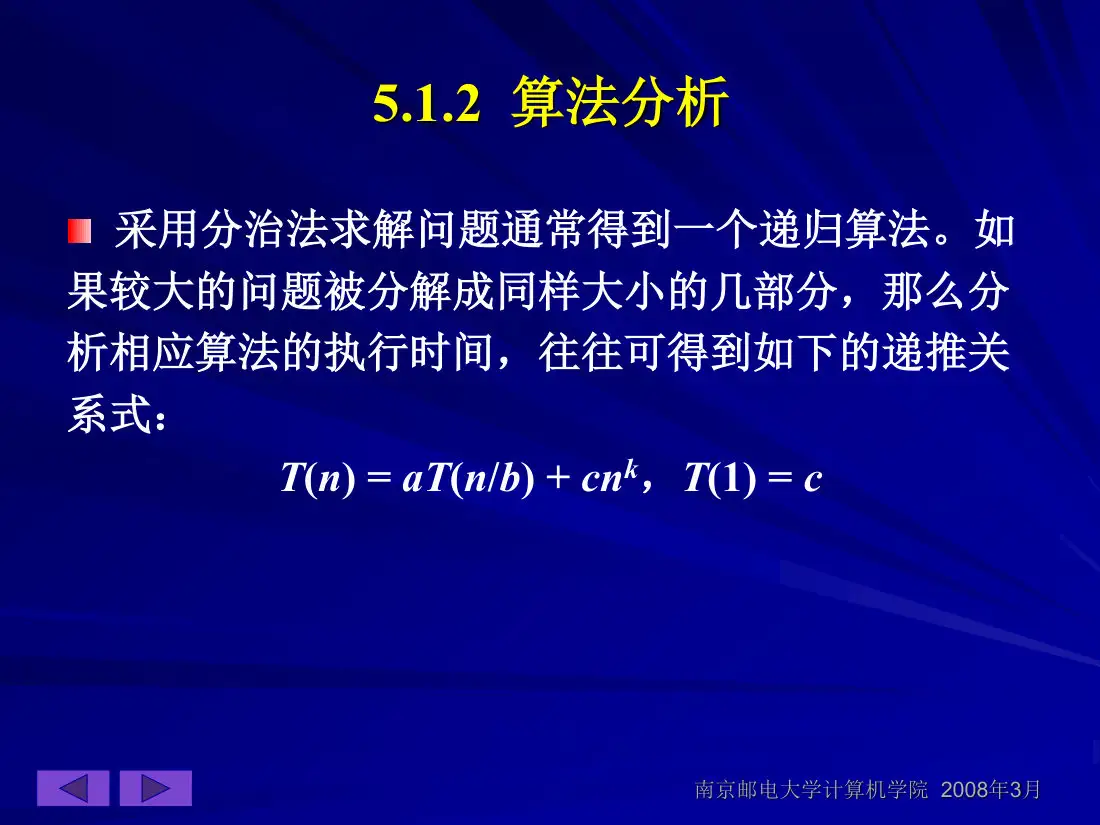 5.1.2 算法分析
采用分治法求解问题通常得到一个递归算法。如
果较大的问题被分解成同样大小的几部分，那么分
析相应算法的执行时间，往往可得到如下的递推关
系式：
T(n) = aT(n/b) + cnᵏ，T(1) = c
南京邮电大学计算机学院 2008年3月